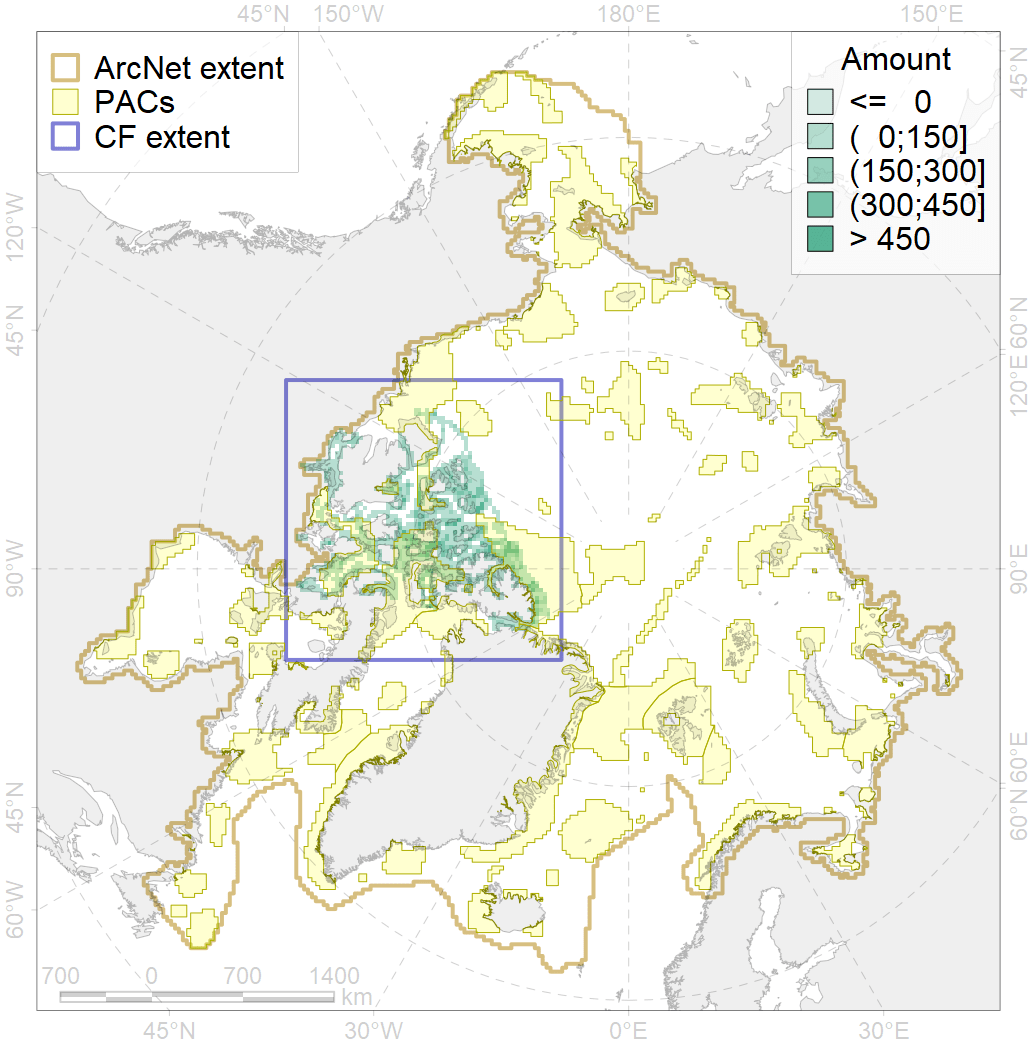 45°N 150°W 180°E 150°E
ArcNet extent
PACs
CF extent
Amount
<= 0
( 0;150]
(150;300]
(300;450]
> 450
45°N
120°W
45°N
60°N
120°E
90°W
90°E
45°N
60°W
60°E
60°N
700 0 700 1400
km
45°N 30°W 0°E 30°E